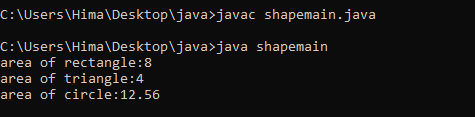 C:\Users\Hima\Desktop\java>javac shapemain.java
C:\Users\Hima\Desktop\java>java shapemain
area of rectangle:8
area of triangle:4
area of circle:12.56